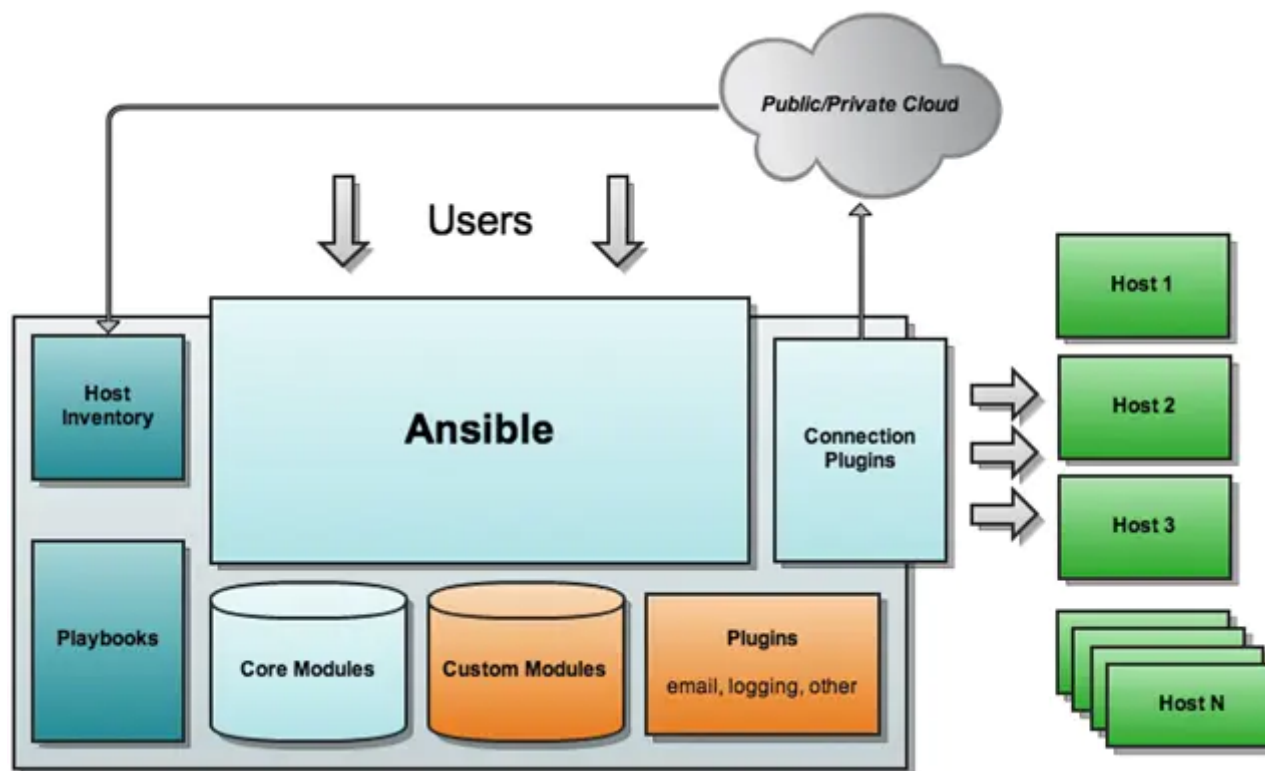 Public/Private Cloud
Users
Host 1
Host
Inventory
Ansible
Connection
Plugins
Host 2
Host 3
Playbooks
Core Modules
Custom Modules
Plugins
email, logging, other
Host N